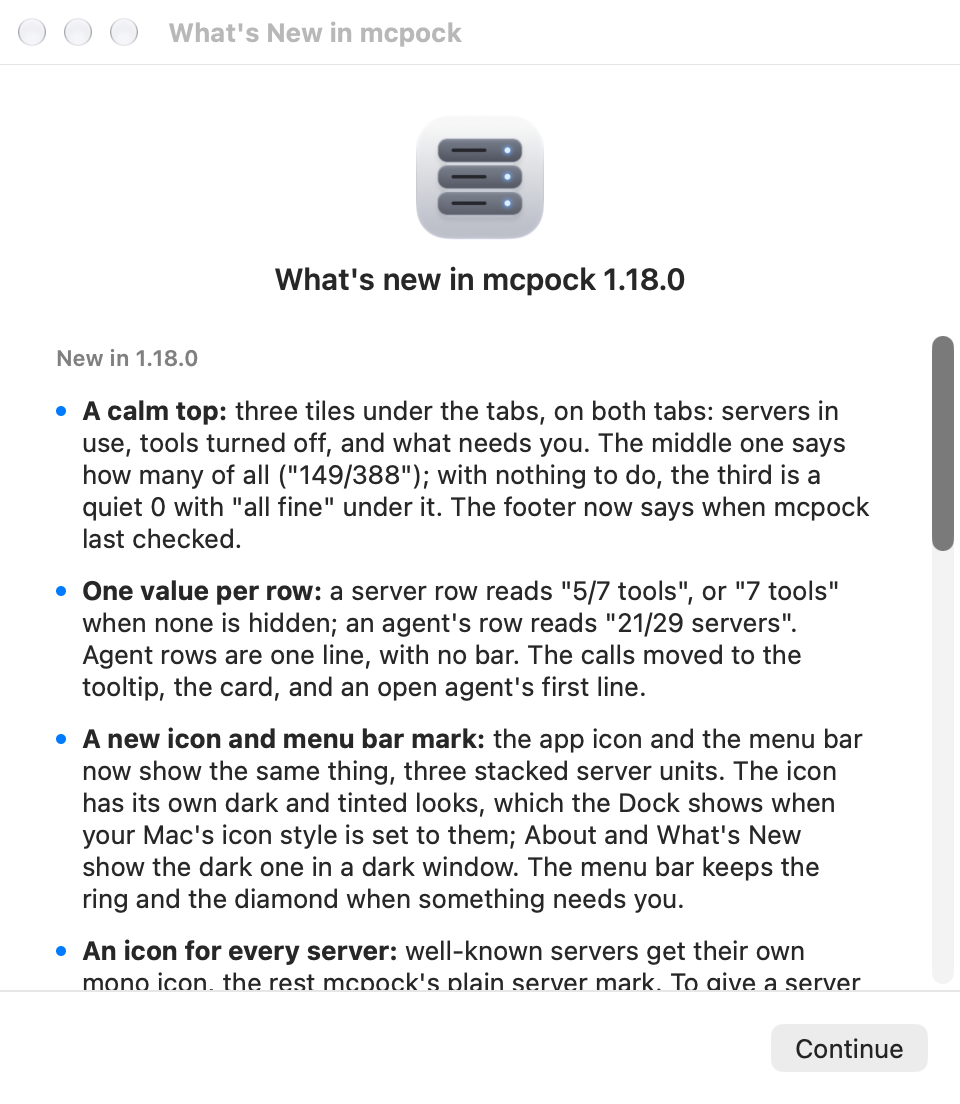 What's New in mcpock
What's new in mcpock 1.18.0
New in 1.18.0
A calm top: three tiles under the tabs, on both tabs: servers in
use, tools turned off, and what needs you. The middle one says
how many of all ("149/388"); with nothing to do, the third is a
quiet 0 with "all fine" under it. The footer now says when mcpock
last checked.
One value per row: a server row reads "5/7 tools", or "7 tools"
when none is hidden; an agent's row reads "21/29 servers".
Agent rows are one line, with no bar. The calls moved to the
tooltip, the card, and an open agent's first line.
A new icon and menu bar mark: the app icon and the menu bar
now show the same thing, three stacked server units. The icon
has its own dark and tinted looks, which the Dock shows when
your Mac's icon style is set to them; About and What's New
show the dark one in a dark window. The menu bar keeps the
ring and the diamond when something needs you.
An icon for every server: well-known servers get their own
mono icon, the rest mcpock's plain server mark. To give a server
Continue